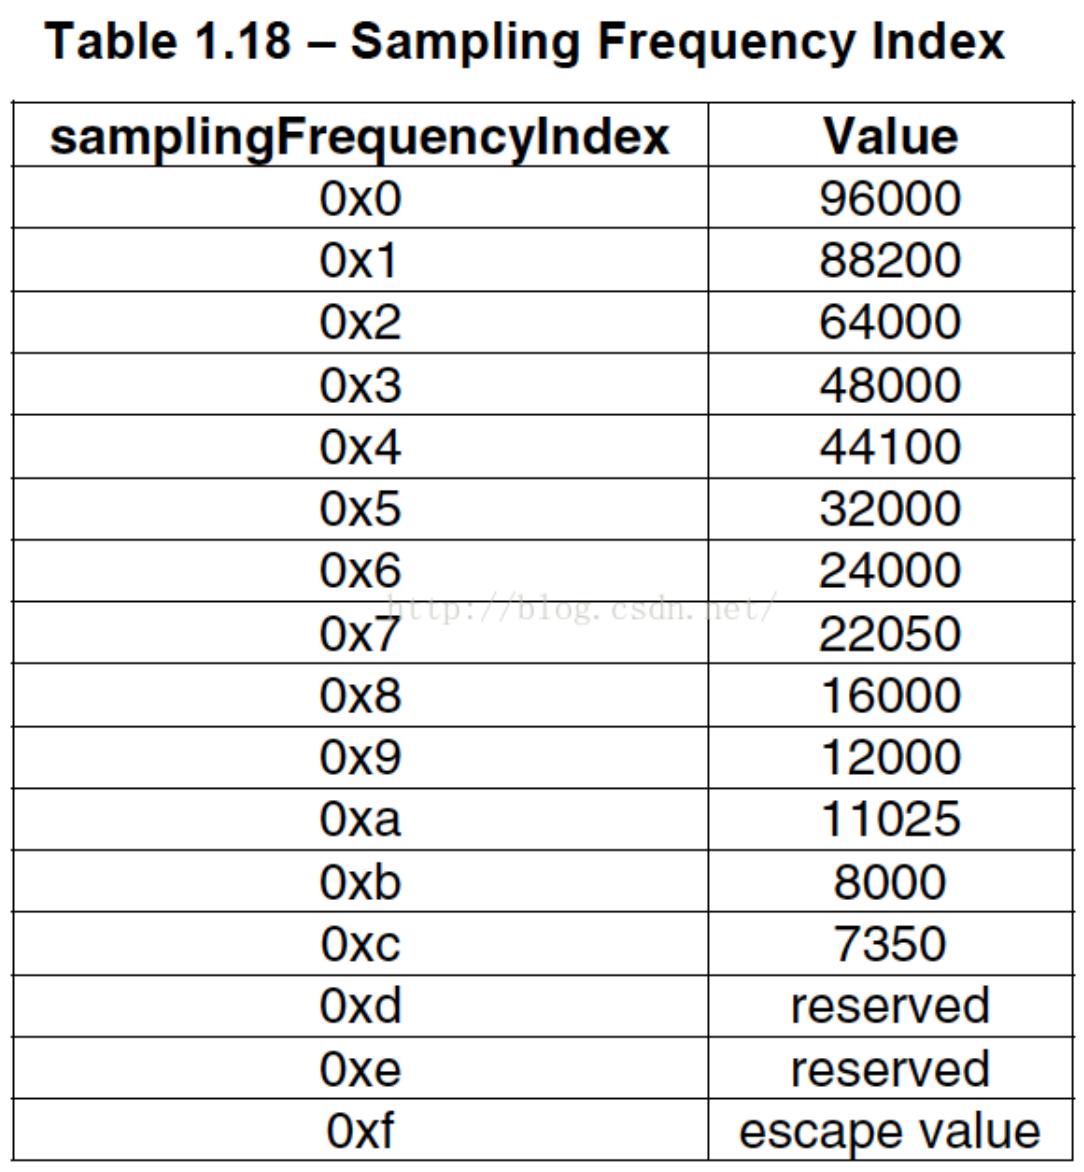 Table 1.18 – Sampling Frequency Index
samplingFrequencyIndex Value
0x0 96000
0x1 88200
0x2 64000
0x3 48000
0x4 44100
0x5 32000
0x6 24000
http://blog.csdn.net/
0x7 22050
0x8 16000
0x9 12000
0xa 11025
0xb 8000
0xc 7350
0xd reserved
0xe reserved
0xf escape value